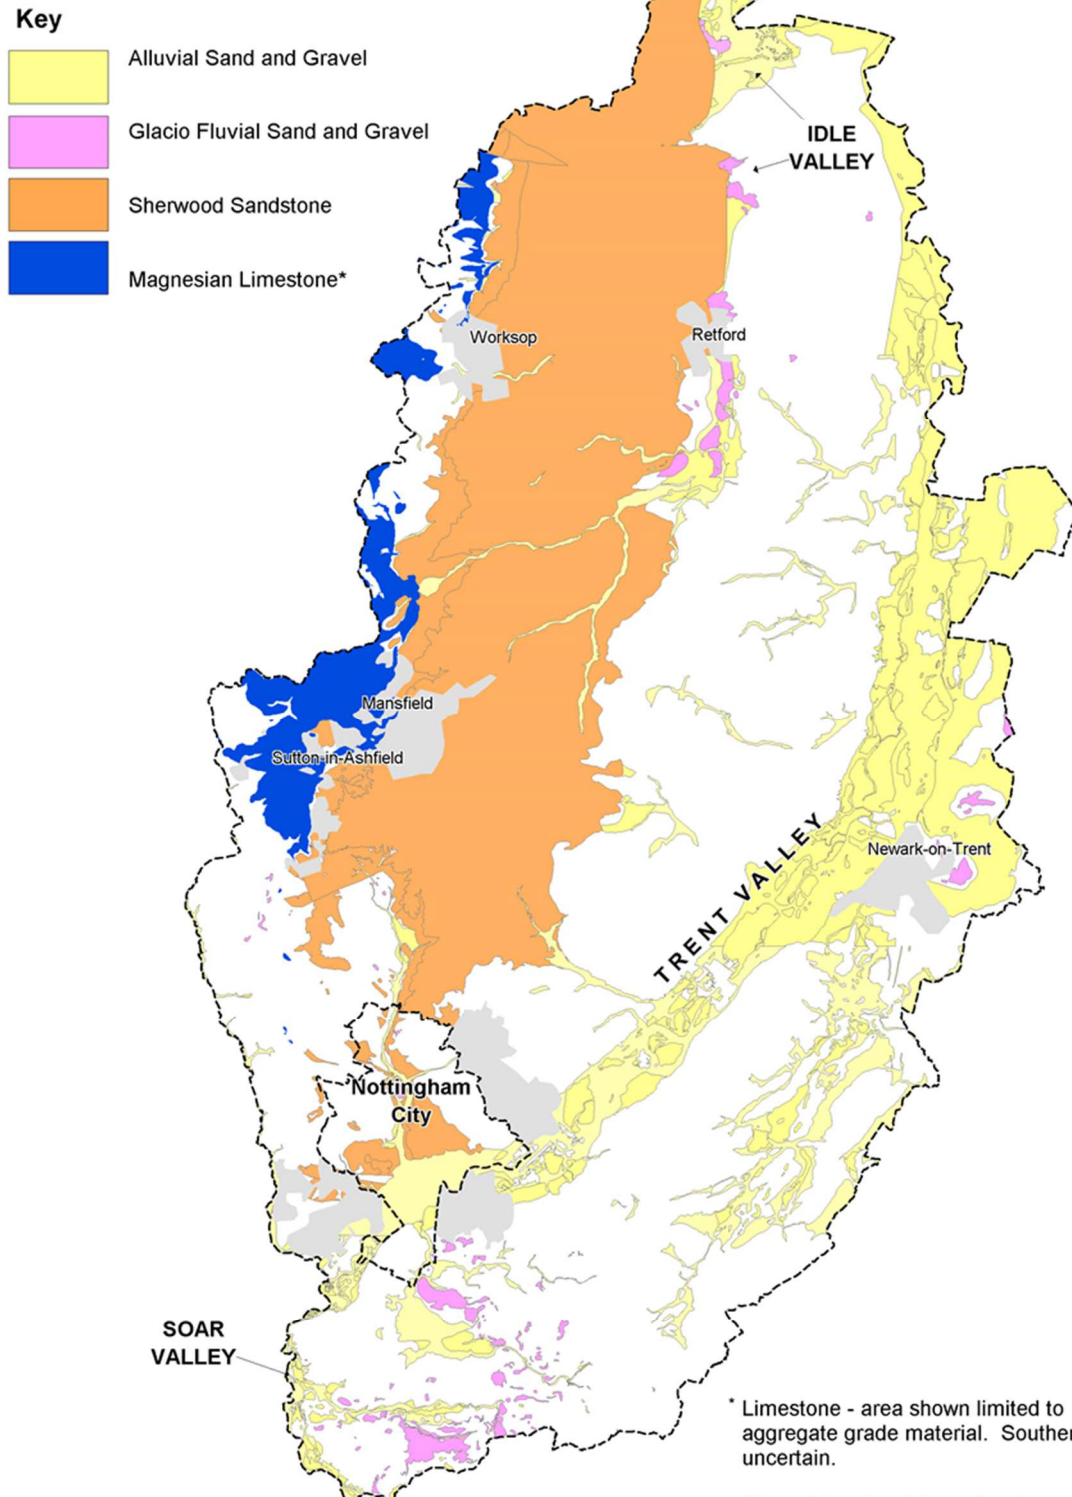 Key
Alluvial Sand and Gravel
Glacio Fluvial Sand and Gravel
Sherwood Sandstone
Magnesian Limestone*
IDLE
VALLEY
Worksop
Retford
Mansfield
Sutton-in-Ashfield
TRENT VALLEY
Newark-on-Trent
Nottingham
City
SOAR
VALLEY
* Limestone - area shown limited to
aggregate grade material. Souther
uncertain.